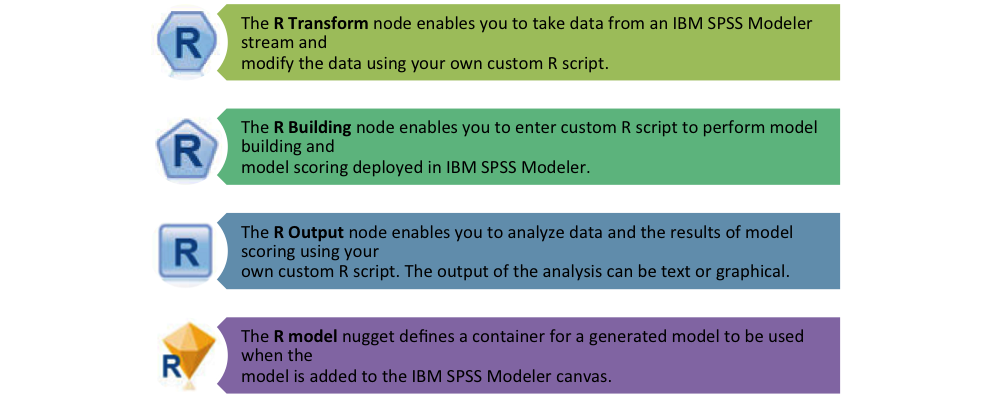 R
The R Transform node enables you to take data from an IBM SPSS Modeler
stream and
modify the data using your own custom R script.
R
The R Building node enables you to enter custom R script to perform model
building and
model scoring deployed in IBM SPSS Modeler.
R
The R Output node enables you to analyze data and the results of model
scoring using your
own custom R script. The output of the analysis can be text or graphical.
R
The R model nugget defines a container for a generated model to be used
when the
model is added to the IBM SPSS Modeler canvas.